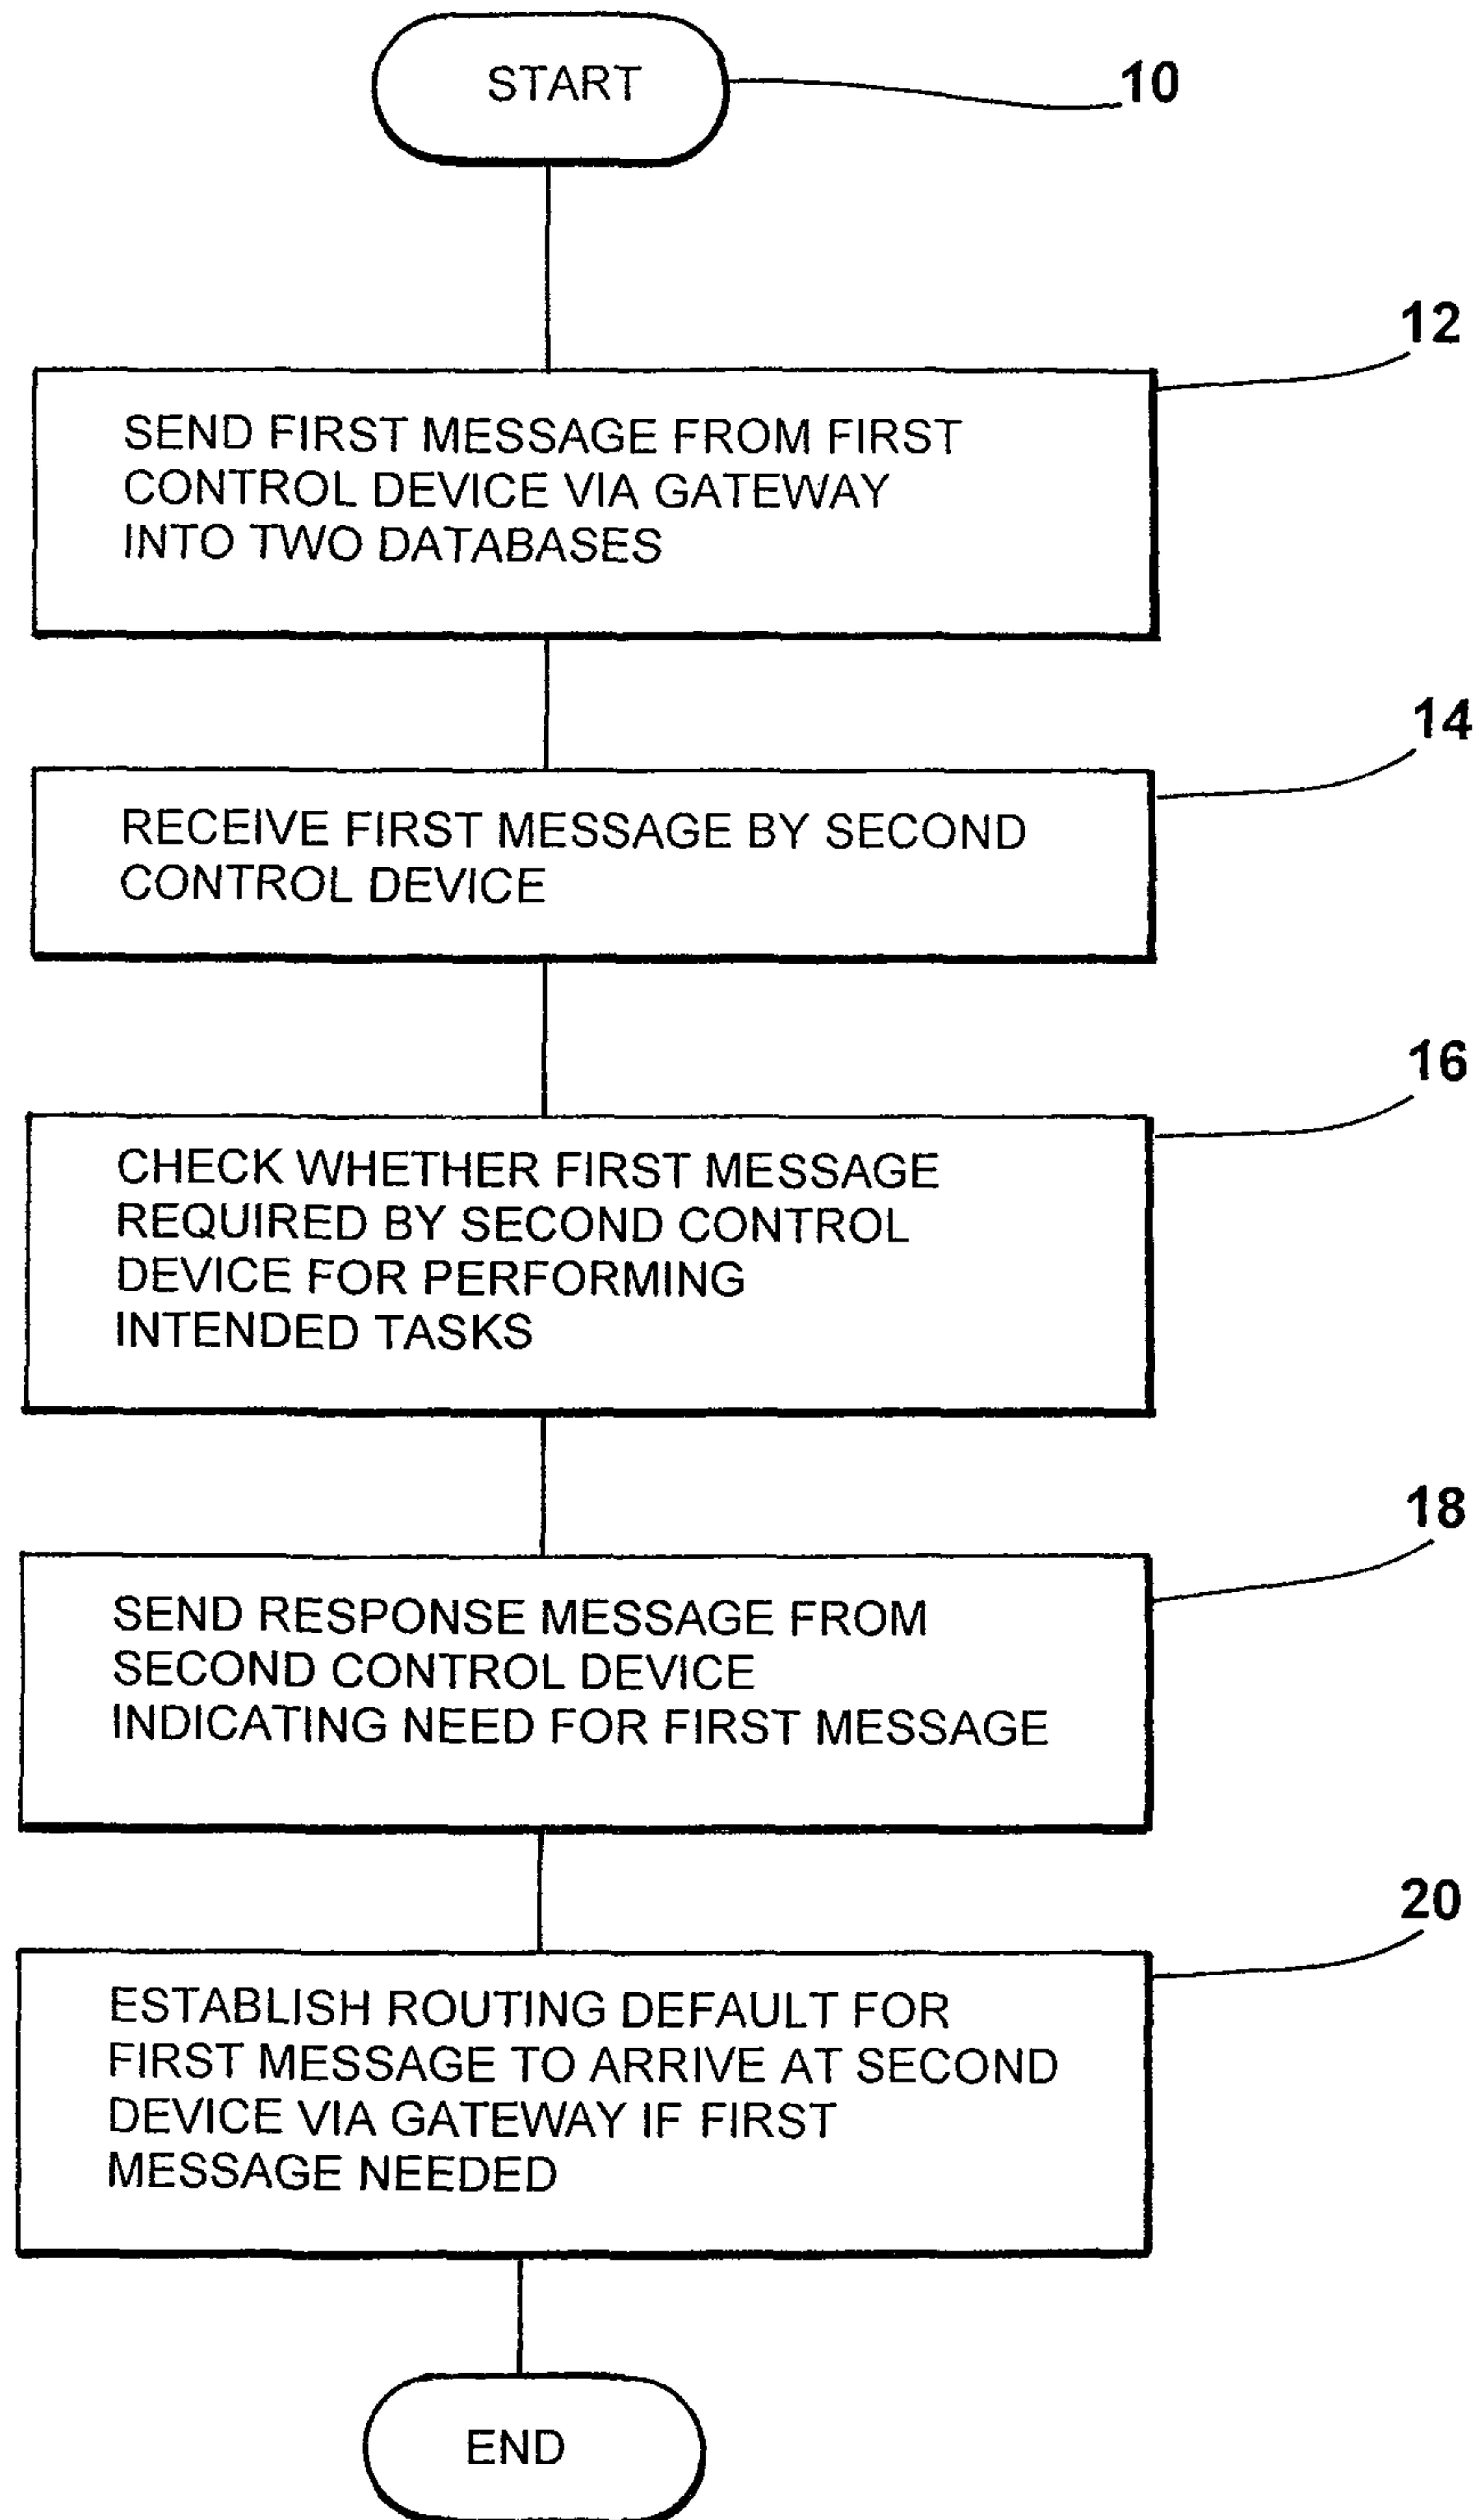 START
10
12
SEND FIRST MESSAGE FROM FIRST
CONTROL DEVICE VIA GATEWAY
INTO TWO DATABASES
14
RECEIVE FIRST MESSAGE BY SECOND
CONTROL DEVICE
16
CHECK WHETHER FIRST MESSAGE
REQUIRED BY SECOND CONTROL
DEVICE FOR PERFORMING
INTENDED TASKS
18
SEND RESPONSE MESSAGE FROM
SECOND CONTROL DEVICE
INDICATING NEED FOR FIRST MESSAGE
20
ESTABLISH ROUTING DEFAULT FOR
FIRST MESSAGE TO ARRIVE AT SECOND
DEVICE VIA GATEWAY IF FIRST
MESSAGE NEEDED
END